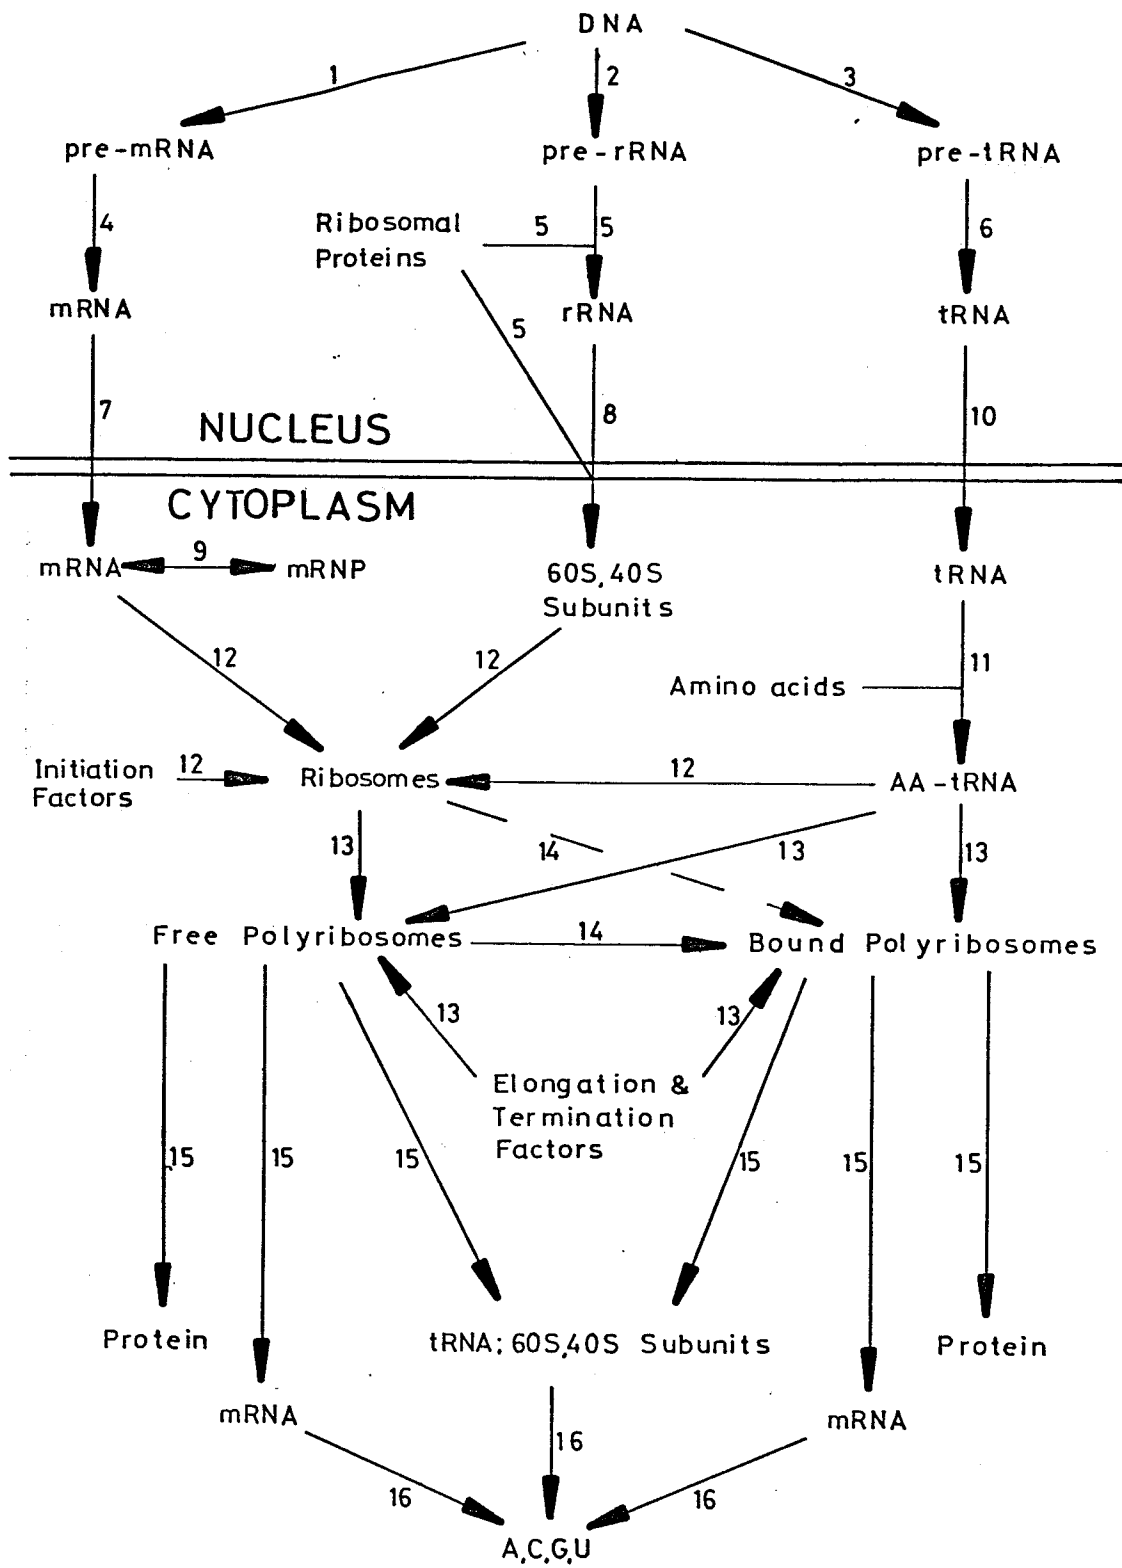 DNA
1
2
3
pre-mRNA
pre-rRNA
pre-tRNA
4
Ribosomal
Proteins
5
5
6
mRNA
5
rRNA
tRNA
7
8
10
NUCLEUS
CYTOPLASM
mRNA
9
mRNP
60S, 40S
Subunits
tRNA
12
12
11
Amino acids
Initiation
Factors
12
Ribosomes
12
AA-tRNA
13
14
13
13
Free Polyribosomes
14
Bound Polyribosomes
13
13
Elongation &
Termination
Factors
15
15
15
15
15
15
Protein
tRNA; 60S,40S Subunits
Protein
mRNA
mRNA
16
16
16
A,C,G,U